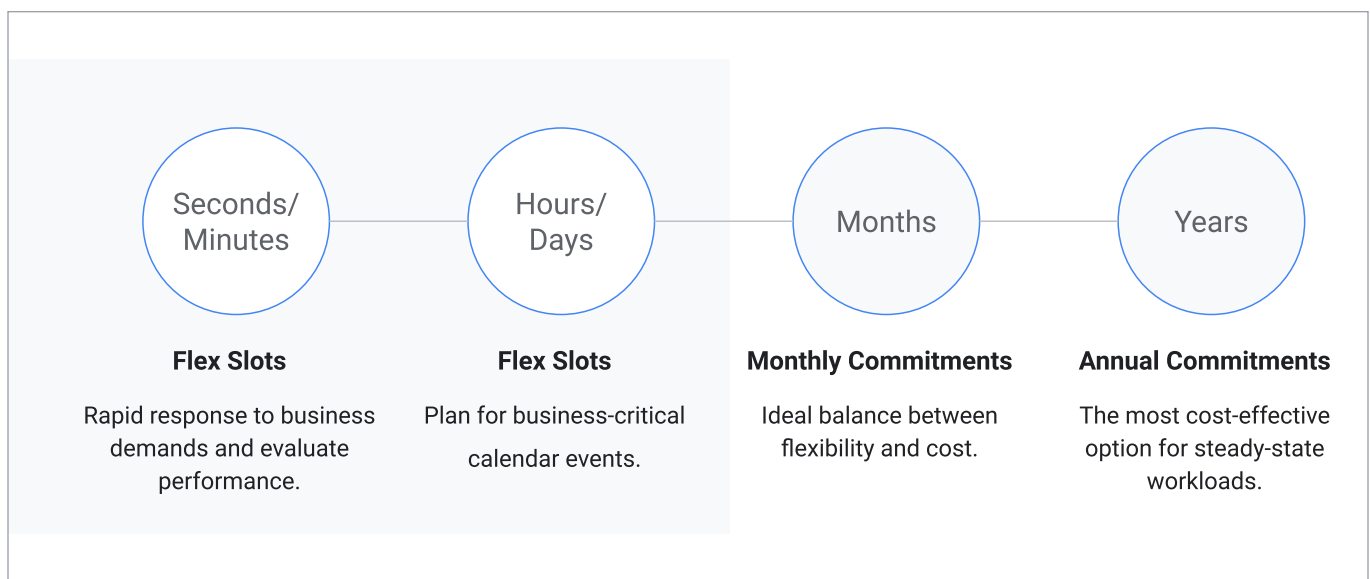 Seconds/
Minutes
Hours/
Days
Months
Years
Flex Slots
Rapid response to business
demands and evaluate
performance.
Flex Slots
Plan for business-critical
calendar events.
Monthly Commitments
Ideal balance between
flexibility and cost.
Annual Commitments
The most cost-effective
option for steady-state
workloads.